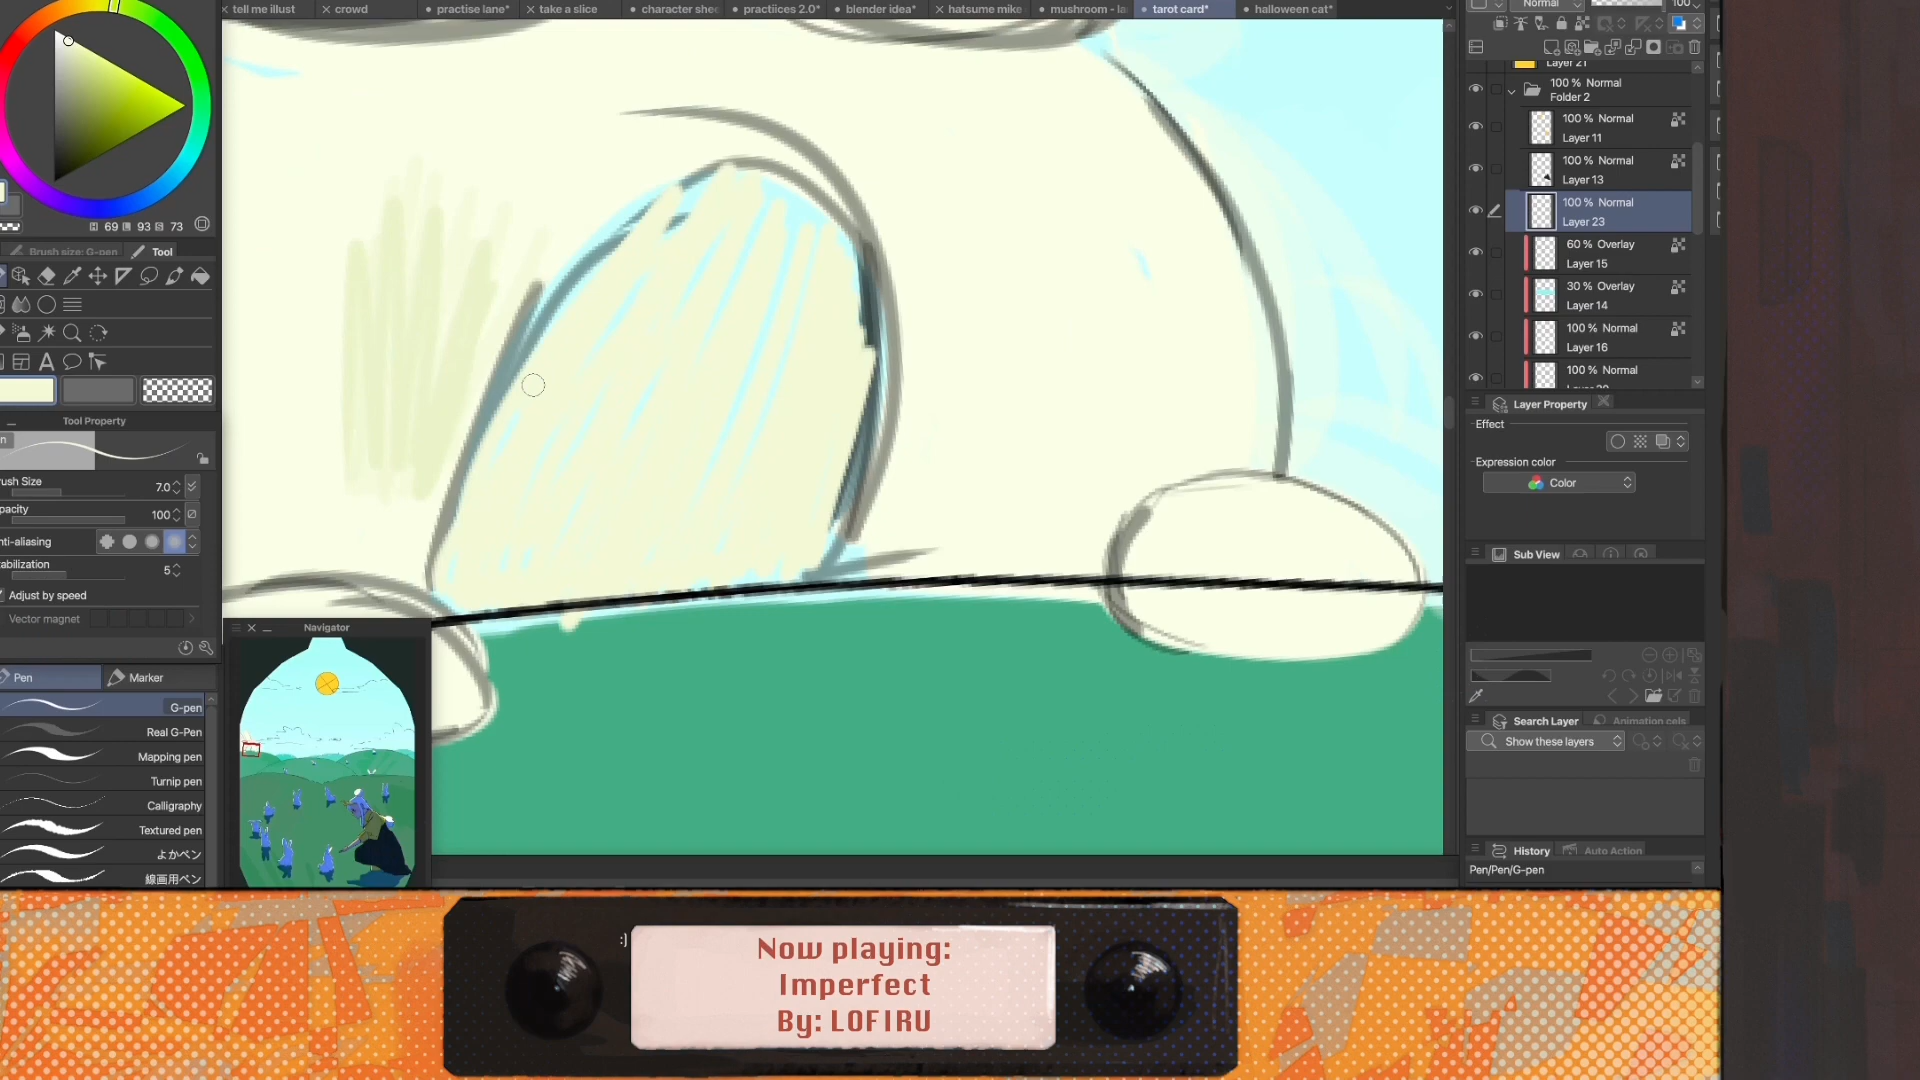 tell me illust
crowd
practise lane*
take a slice
character shee
practiices 2.0*
blender idea*
hatsume mike
mushroom - la
tarot card*
halloween cat*
Normal
100
69 93 73
Brush size: G-pen
Tool
Tool Property
ush Size
7.0
pacity
100
nti-aliasing
tabilization
5
Adjust by speed
Vector magnet
Pen
Marker
G-pen
Real G-Pen
Mapping pen
Turnip pen
Calligraphy
Textured pen
よかペン
線画用ペン
Navigator
Layer 21
100 % Normal
Folder 2
100 % Normal
Layer 11
100 % Normal
Layer 13
100 % Normal
Layer 23
60 % Overlay
Layer 15
30 % Overlay
Layer 14
100 % Normal
Layer 16
100 % Normal
Layer Property
Effect
Expression color
Color
Sub View
Search Layer
Animation cels
Show these layers
History
Auto Action
Pen/Pen/G-pen
:)
Now playing:
Imperfect
By: LOFIRU